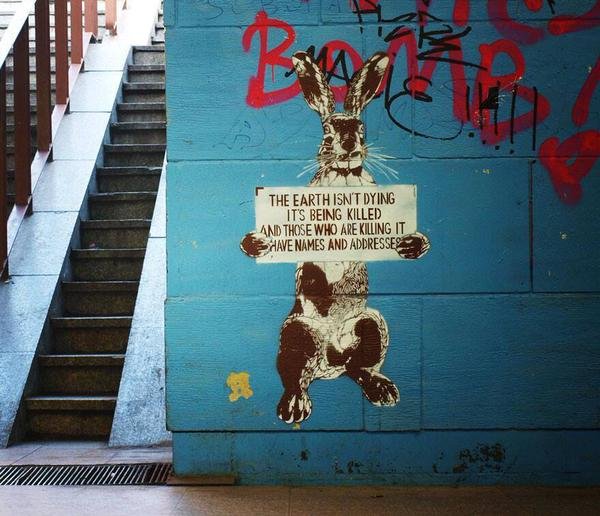 BOMB
THE EARTH ISN'T DYING
IT'S BEING KILLED
AND THOSE WHO ARE KILLING IT
HAVE NAMES AND ADDRESSES